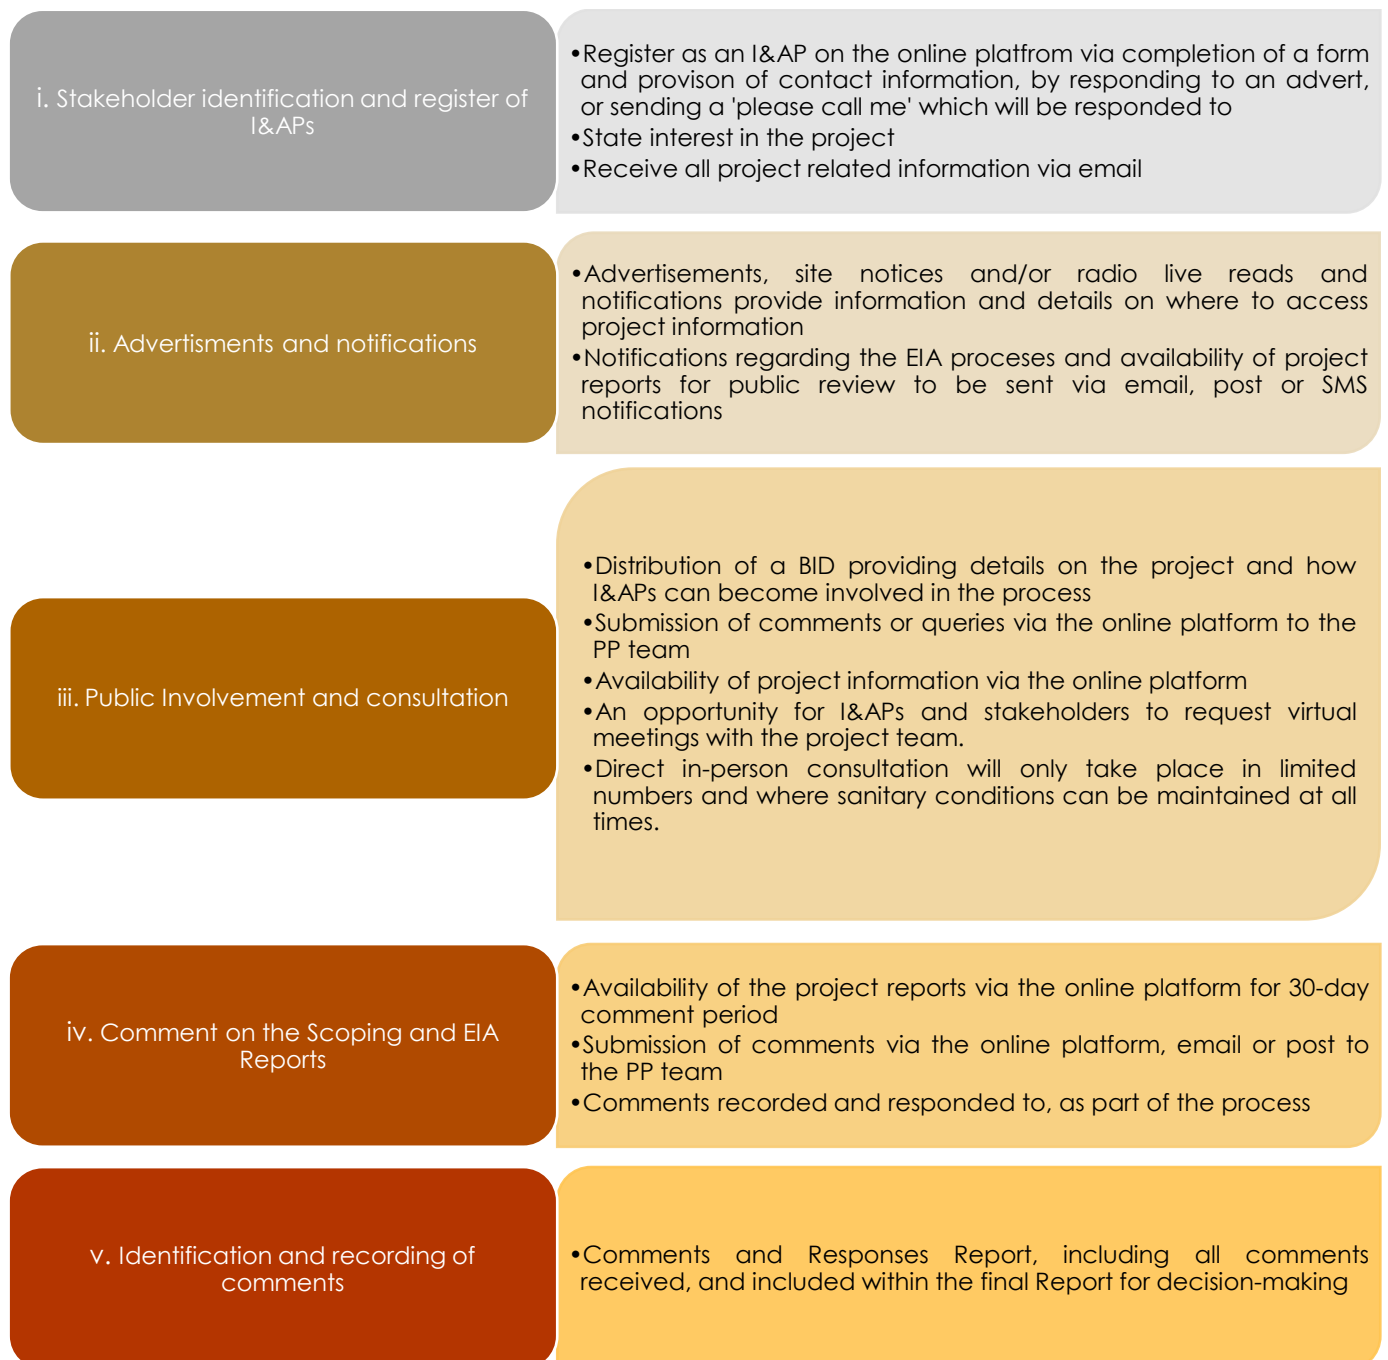 i. Stakeholder identification and register of
I&APs
•Register as an I&AP on the online platfrom via completion of a form
and provison of contact information, by responding to an advert,
or sending a 'please call me' which will be responded to
•State interest in the project
•Receive all project related information via email
ii. Advertisments and notifications
•Advertisements, site notices and/or radio live reads and
notifications provide information and details on where to access
project information
•Notifications regarding the EIA proceses and availability of project
reports for public review to be sent via email, post or SMS
notifications
iii. Public Involvement and consultation
•Distribution of a BID providing details on the project and how
I&APs can become involved in the process
•Submission of comments or queries via the online platform to the
PP team
•Availability of project information via the online platform
•An opportunity for I&APs and stakeholders to request virtual
meetings with the project team.
•Direct in-person consultation will only take place in limited
numbers and where sanitary conditions can be maintained at all
times.
iv. Comment on the Scoping and EIA
Reports
•Availability of the project reports via the online platform for 30-day
comment period
•Submission of comments via the online platform, email or post to
the PP team
•Comments recorded and responded to, as part of the process
v. Identification and recording of
comments
•Comments and Responses Report, including all comments
received, and included within the final Report for decision-making